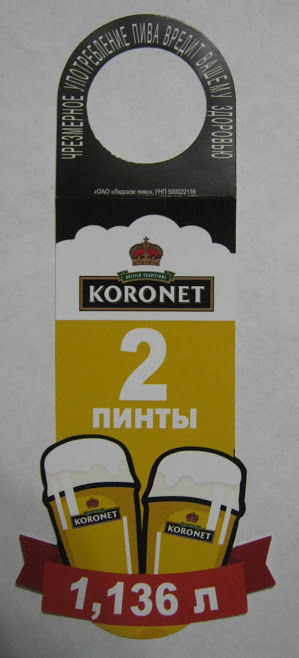 ЧРЕЗМЕРНОЕ УПОТРЕБЛЕНИЕ ПИВА ВРЕДИТ ВАШЕМУ ЗДОРОВЬЮ
«ОАО «Лидское пиво», УНП 500022116
BRITISH TRADITIONS
KORONET
2
ПИНТЫ
KORONET
KORONET
1,136 л